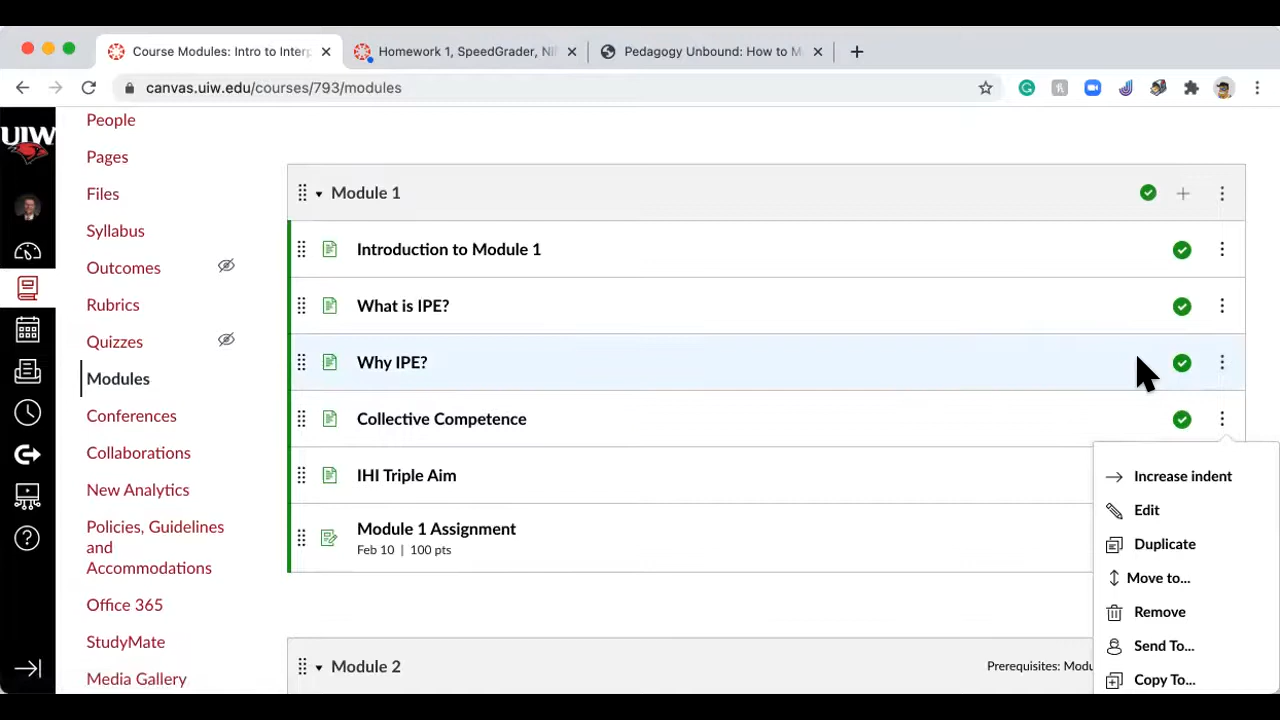 Course Modules: Intro to Interp
Homework 1, SpeedGrader, NI
Pedagogy Unbound: How to M
canvas.uiw.edu/courses/793/modules
UIW
People
Pages
Files
Syllabus
Outcomes
Rubrics
Quizzes
Modules
Conferences
Collaborations
New Analytics
Policies, Guidelines
and
Accommodations
Office 365
StudyMate
Media Gallery
Module 1
Introduction to Module 1
What is IPE?
Why IPE?
Collective Competence
IHI Triple Aim
Module 1 Assignment
Feb 10 | 100 pts
Increase indent
Edit
Duplicate
Move to...
Remove
Send To...
Copy To...
Module 2
Prerequisites: Modu